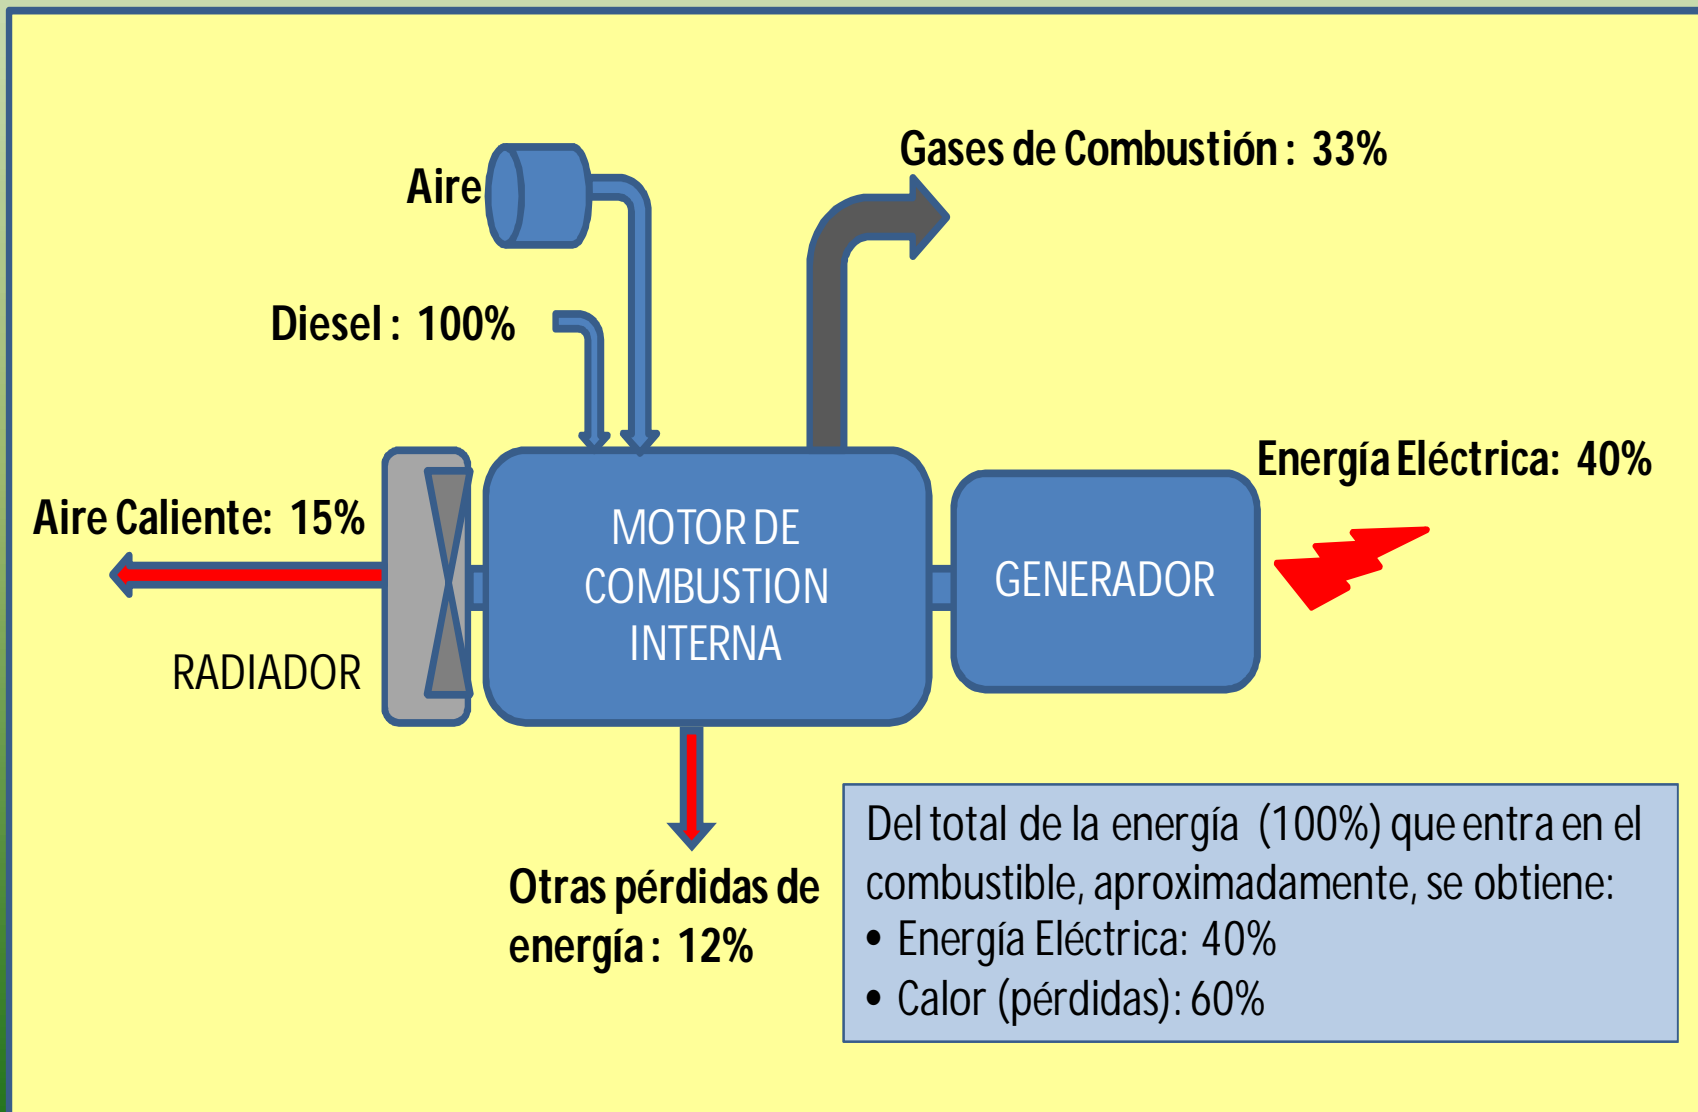 Gases de Combustión : 33%
Aire
Diesel : 100%
Energía Eléctrica: 40%
Aire Caliente: 15%
MOTOR DE
COMBUSTION
INTERNA
GENERADOR
RADIADOR
Otras pérdidas de
energía : 12%
Del total de la energía (100%) que entra en el
combustible, aproximadamente, se obtiene:
• Energía Eléctrica: 40%
• Calor (pérdidas): 60%